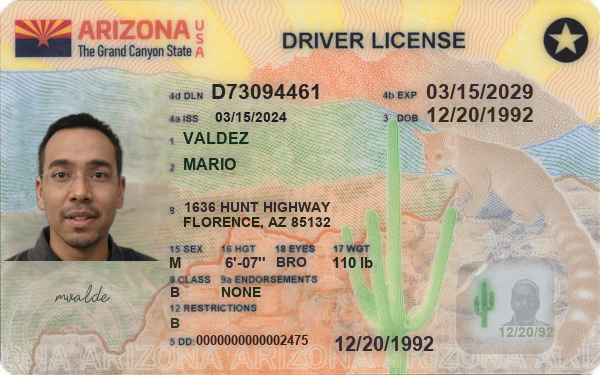 ARIZONA USA
The Grand Canyon State
DRIVER LICENSE
4d DLN D73094461
4b EXP 03/15/2029
4a ISS 03/15/2024
3 DOB 12/20/1992
1 VALDEZ
2 MARIO
8 1636 HUNT HIGHWAY
FLORENCE, AZ 85132
15 SEX 16 HGT 18 EYES 17 WGT
M 6'-07" BRO 110 lb
9 CLASS 9a ENDORSEMENTS
B NONE
12 RESTRICTIONS
B
mvalde
5 DD: 0000000000002475
12/20/1992
12/20/92
ARIZONA ARIZONA ARIZONA ARIZONA